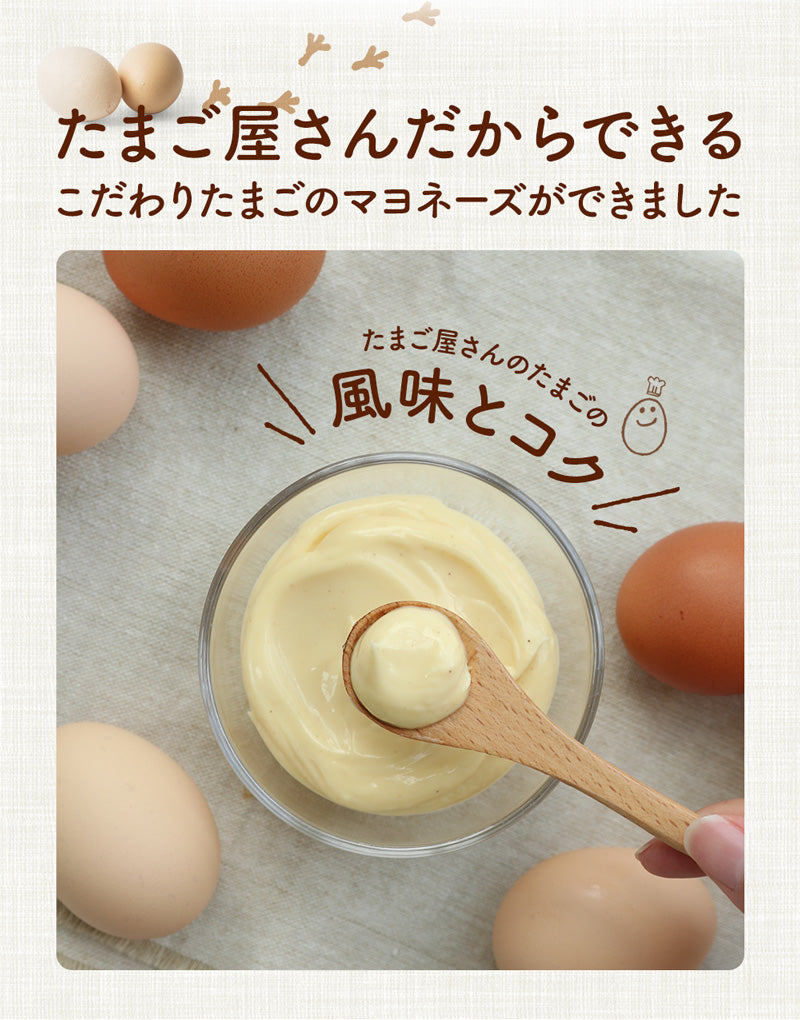 たまご屋さんだからできる
こだわりたまごのマヨネーズができました
たまご屋さんのたまごの
風味とコク